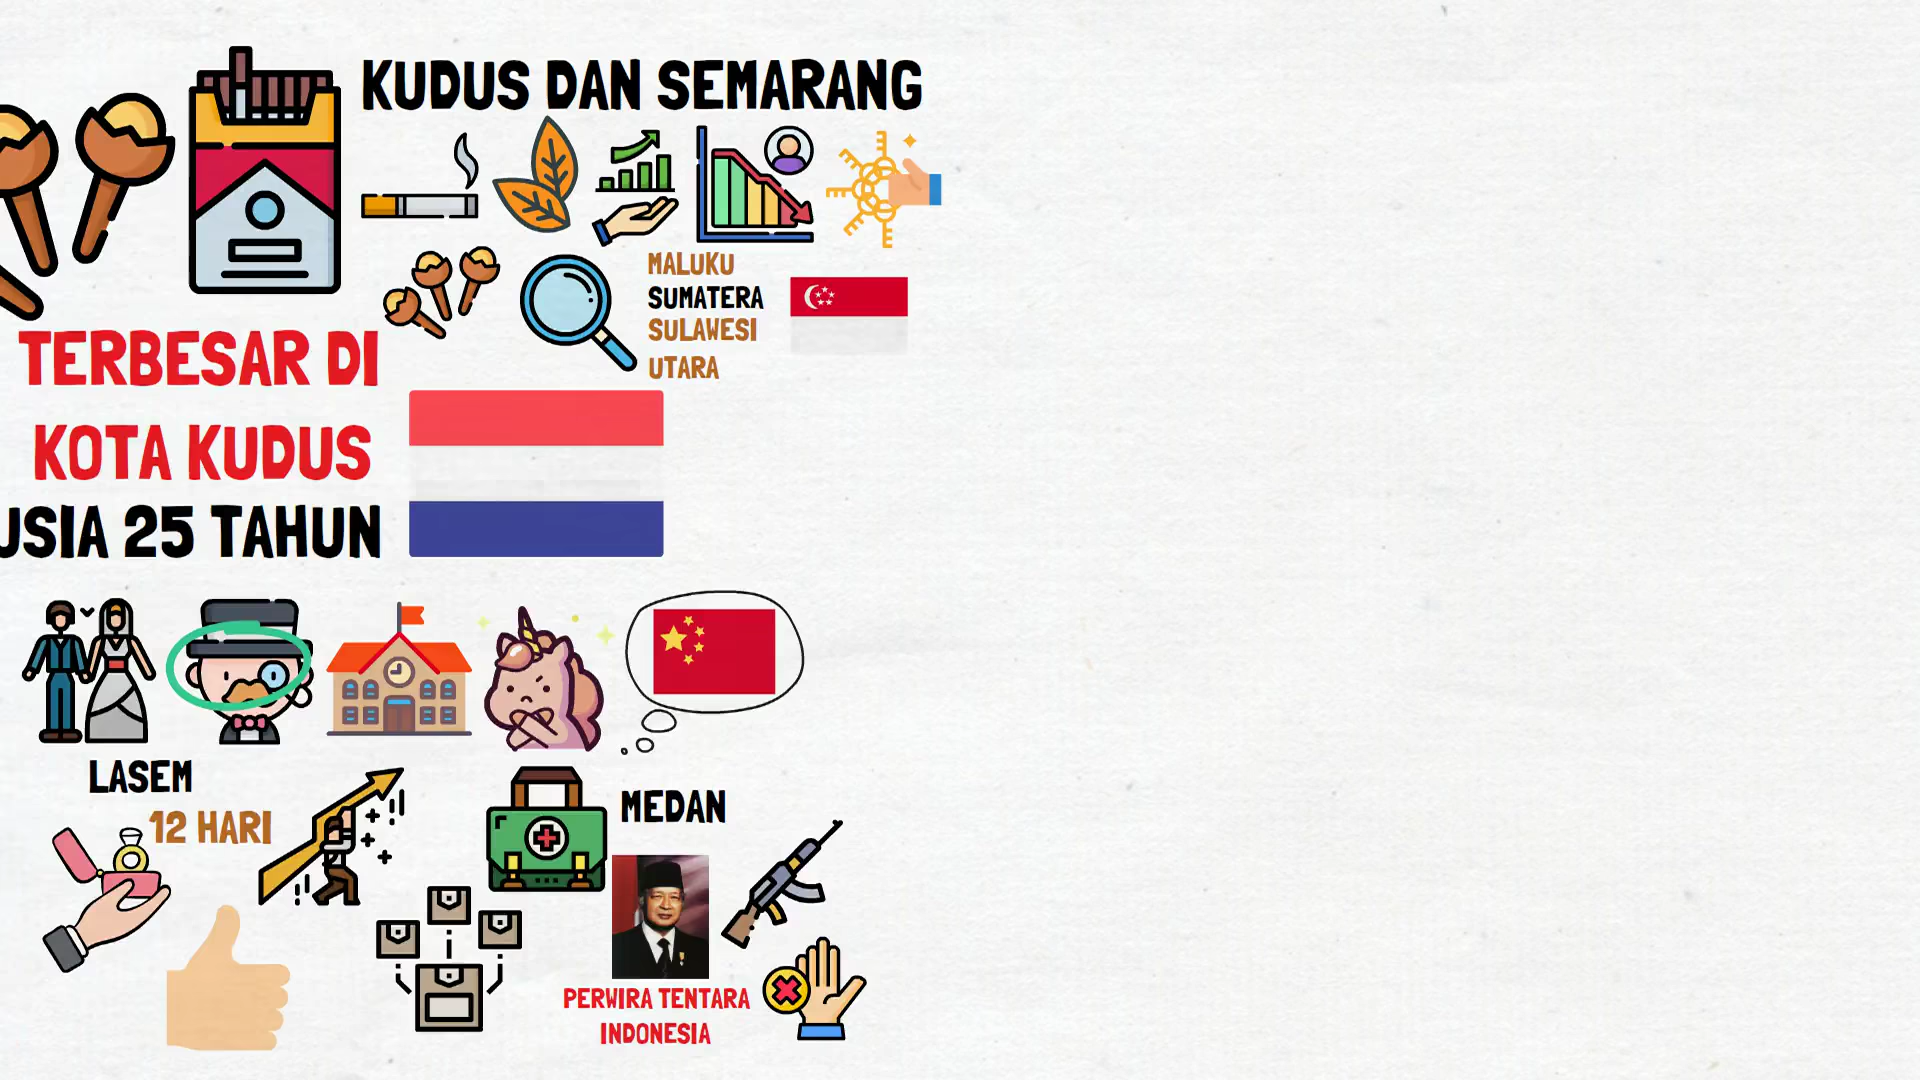 KUDUS DAN SEMARANG
MALUKU
SUMATERA
SULAWESI
UTARA
TERBESAR DI
KOTA KUDUS
USIA 25 TAHUN
LASEM
12 HARI
MEDAN
PERWIRA TENTARA
INDONESIA